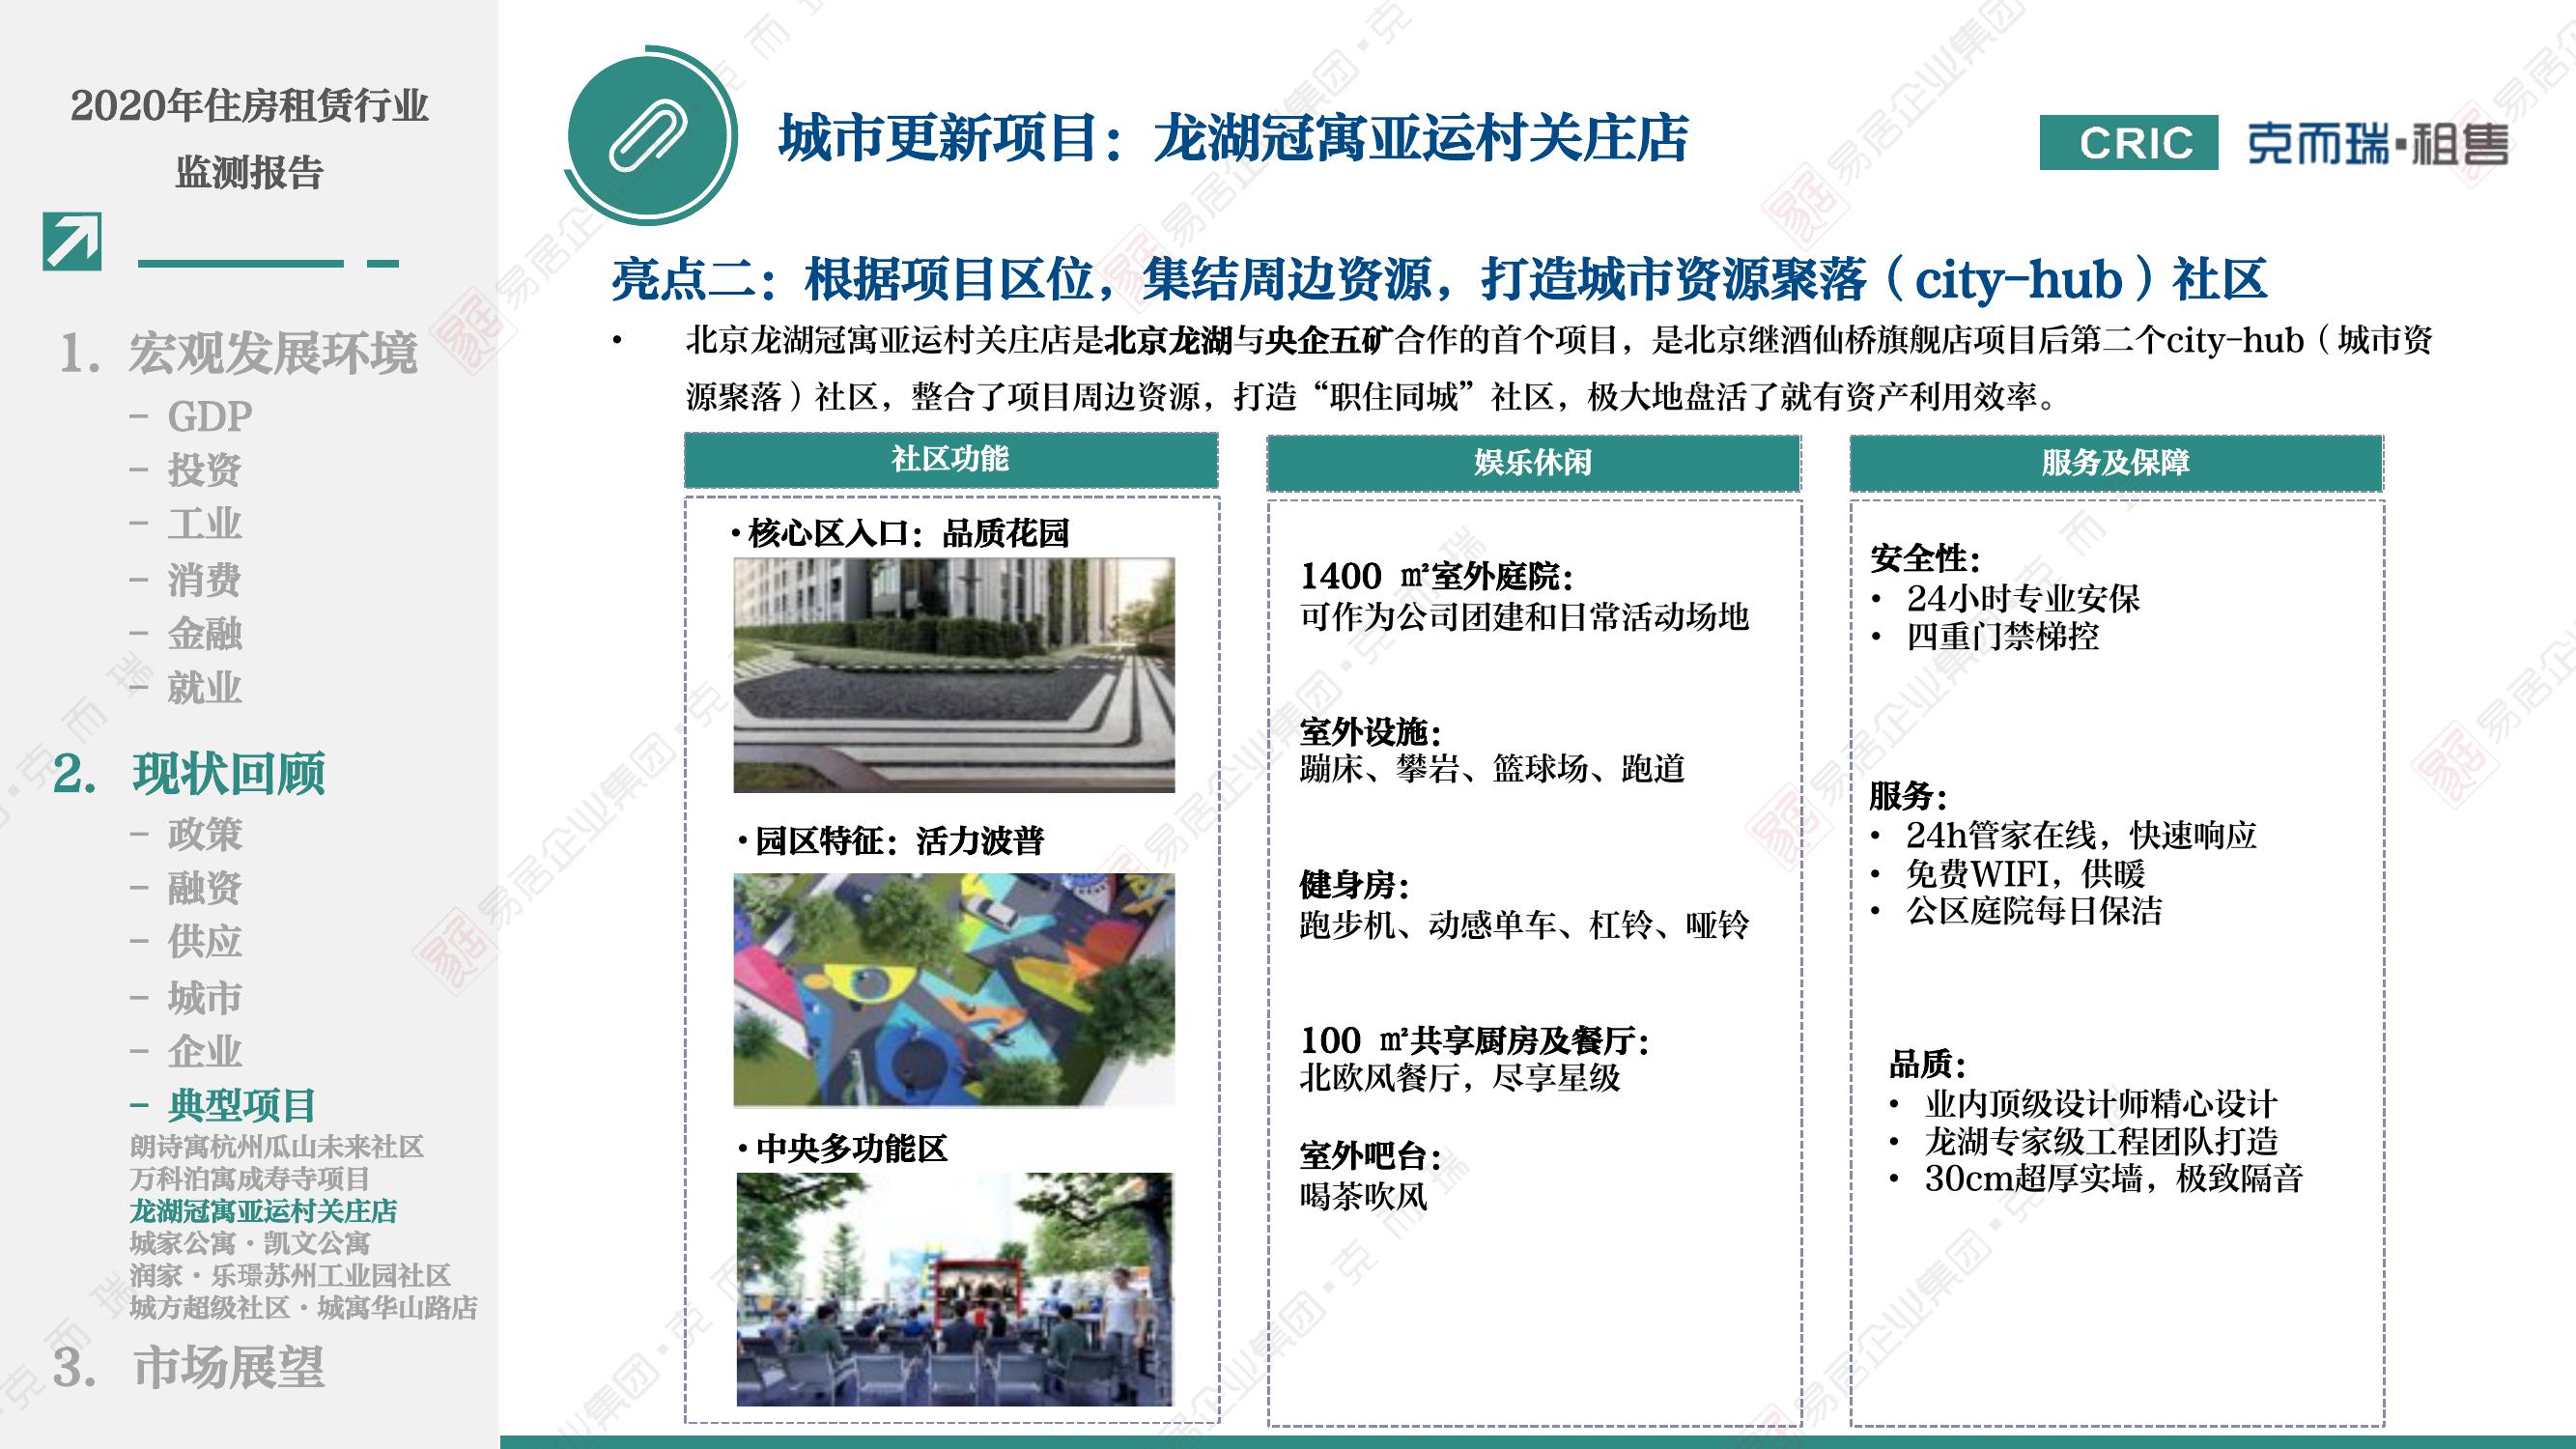 2020年住房租赁行业
监测报告
1. 宏观发展环境
– GDP
– 投资
– 工业
– 消费
– 金融
– 就业
2. 现状回顾
– 政策
– 融资
– 供应
– 城市
– 企业
– 典型项目
朗诗寓杭州瓜山未来社区
万科泊寓成寿寺项目
龙湖冠寓亚运村关庄店
城家公寓·凯文公寓
润家·乐璟苏州工业园社区
城方超级社区·城寓华山路店
3. 市场展望
城市更新项目：龙湖冠寓亚运村关庄店
CRIC 克而瑞·租售
亮点二：根据项目区位，集结周边资源，打造城市资源聚落（city-hub）社区
• 北京龙湖冠寓亚运村关庄店是北京龙湖与央企五矿合作的首个项目，是北京继酒仙桥旗舰店项目后第二个city-hub（城市资
源聚落）社区，整合了项目周边资源，打造“职住同城”社区，极大地盘活了就有资产利用效率。
社区功能
• 核心区入口：品质花园
• 园区特征：活力波普
• 中央多功能区
娱乐休闲
1400 ㎡室外庭院：
可作为公司团建和日常活动场地
室外设施：
蹦床、攀岩、篮球场、跑道
健身房：
跑步机、动感单车、杠铃、哑铃
100 ㎡共享厨房及餐厅：
北欧风餐厅，尽享星级
室外吧台：
喝茶吹风
服务及保障
安全性：
• 24小时专业安保
• 四重门禁梯控
服务：
• 24h管家在线，快速响应
• 免费WIFI，供暖
• 公区庭院每日保洁
品质：
• 业内顶级设计师精心设计
• 龙湖专家级工程团队打造
• 30cm超厚实墙，极致隔音
易居企业集团·克而瑞